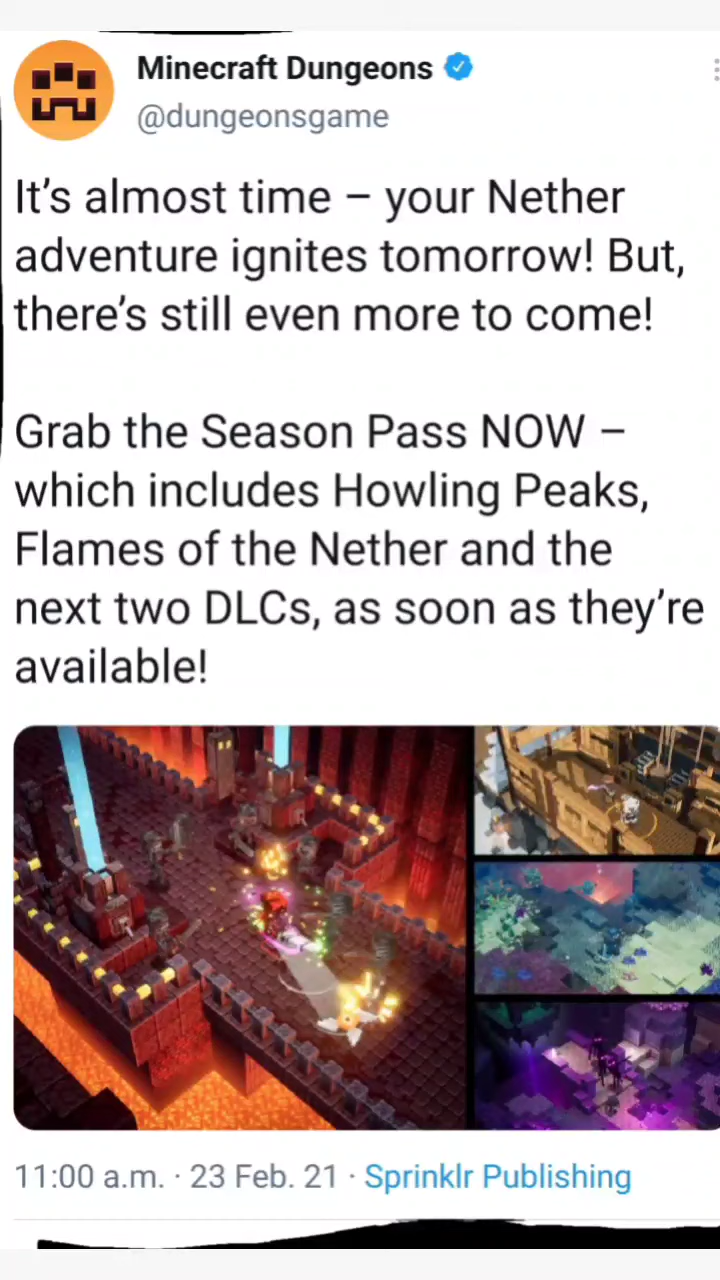 Minecraft Dungeons
@dungeonsgame
It’s almost time – your Nether
adventure ignites tomorrow! But,
there’s still even more to come!
Grab the Season Pass NOW –
which includes Howling Peaks,
Flames of the Nether and the
next two DLCs, as soon as they’re
available!
11:00 a.m. · 23 Feb. 21 · Sprinklr Publishing